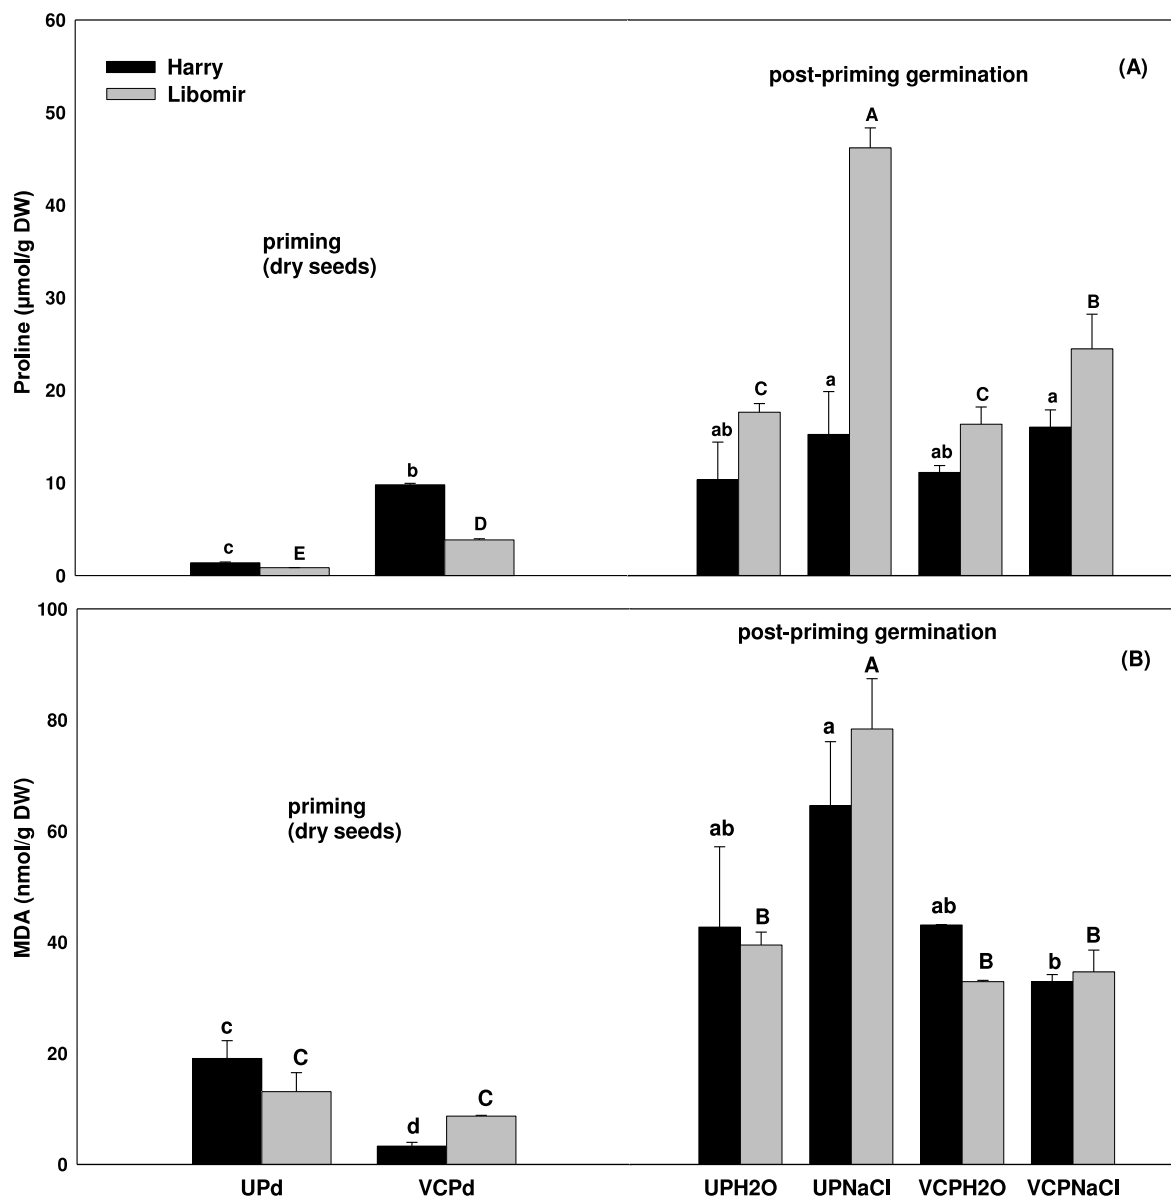 60
50
40
30
20
10
0
Proline (µmol/g DW)
Harry
Libomir
priming
(dry seeds)
post-priming germination
(A)
c
E
b
D
ab
C
a
A
ab
C
a
B
100
80
60
40
20
0
MDA (nmol/g DW)
priming
(dry seeds)
post-priming germination
(B)
c
C
d
C
ab
B
a
A
ab
B
b
B
UPd
VCPd
UPH2O
UPNaCl
VCPH2O
VCPNaCl